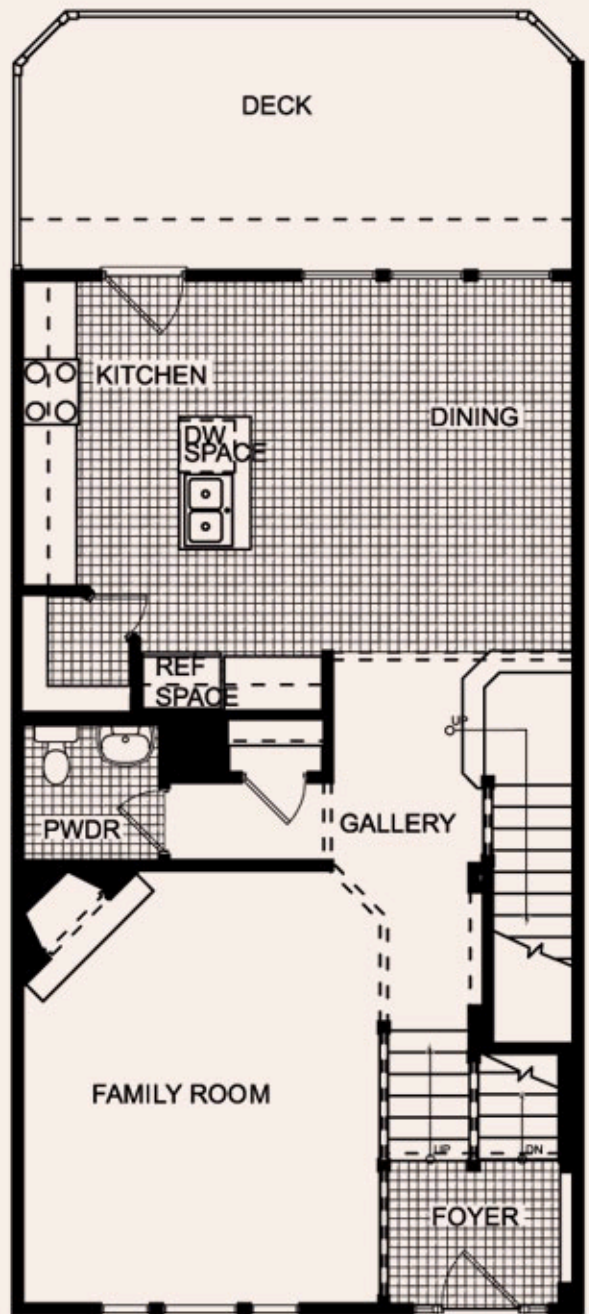 DECK
KITCHEN
DINING
DW
SPACE
REF
SPACE
UP
PWDR
GALLERY
FAMILY ROOM
UP
DN
FOYER